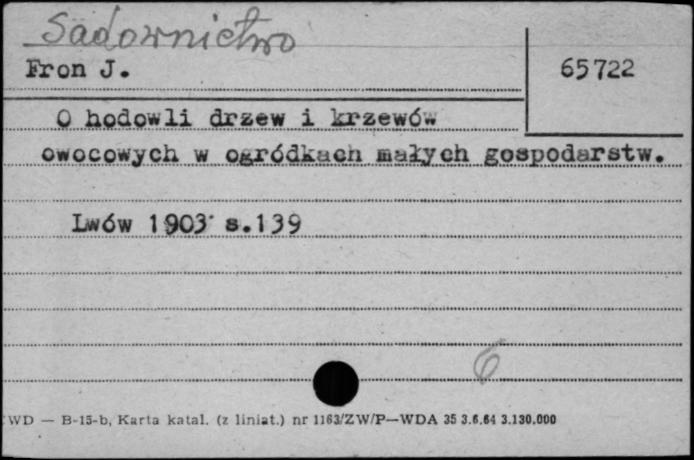 Sadownictwo
Fron J.
65722
O hodowli drzew i krzewów
owocowych w ogródkach małych gospodarstw.
Lwów 1903 s.139
6
WD — B-15-b, Karta katal. (z liniat.) nr 1163/ZW/P—WDA 35 3.6.64 3.130.000